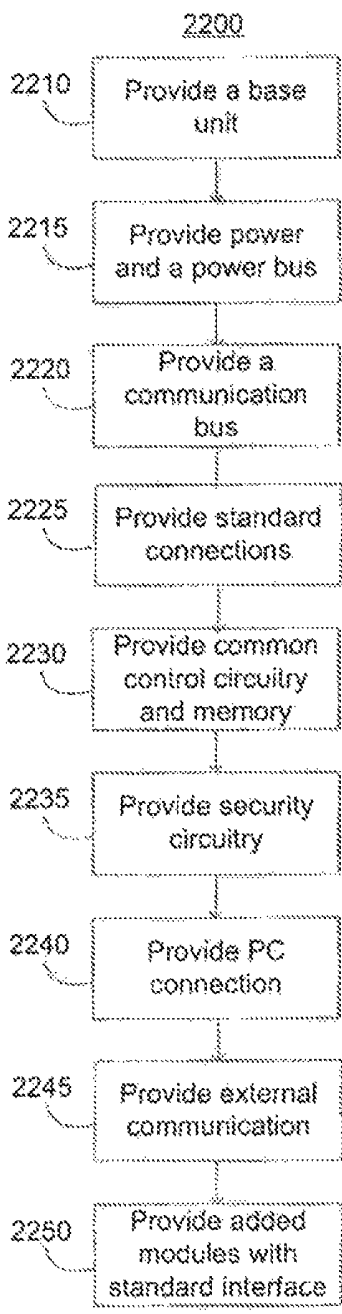 2200
2210
Provide a base
unit
2215
Provide power
and a power bus
2220
Provide a
communication
bus
2225
Provide standard
connections
2230
Provide common
control circuitry
and memory
2235
Provide security
circuitry
2240
Provide PC
connection
2245
Provide external
communication
2250
Provide added
modules with
standard interface